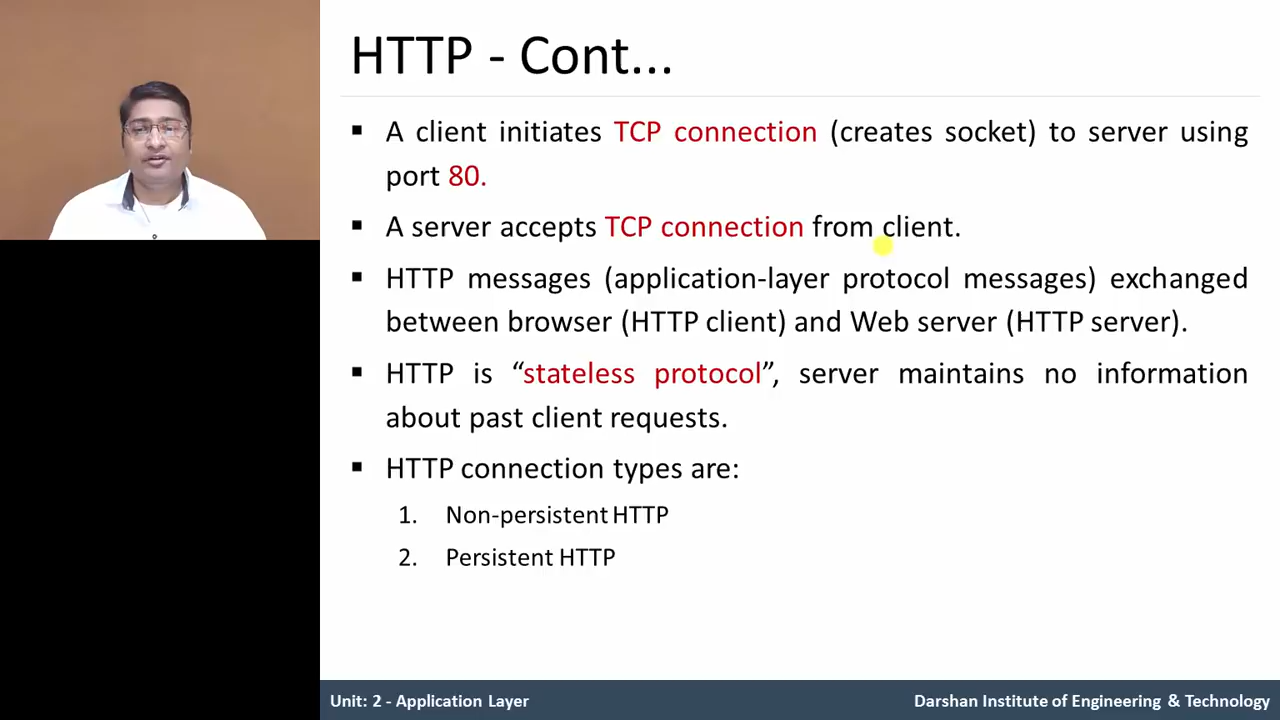 HTTP - Cont...
▪ A client initiates TCP connection (creates socket) to server using
port 80.
▪ A server accepts TCP connection from client.
▪ HTTP messages (application-layer protocol messages) exchanged
between browser (HTTP client) and Web server (HTTP server).
▪ HTTP is “stateless protocol”, server maintains no information
about past client requests.
▪ HTTP connection types are:
1. Non-persistent HTTP
2. Persistent HTTP
Unit: 2 - Application Layer
Darshan Institute of Engineering & Technology